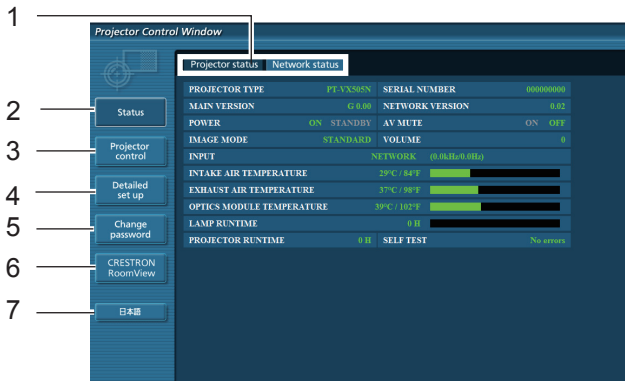 1
Projector Control Window
Projector status Network status
PROJECTOR TYPE PT-VX505N SERIAL NUMBER 000000000
2 Status
MAIN VERSION G 0.00 NETWORK VERSION 0.02
POWER ON STANDBY AV MUTE ON OFF
3 Projector control
IMAGE MODE STANDARD VOLUME 0
INPUT NETWORK (0.0kHz/0.0Hz)
INTAKE AIR TEMPERATURE 29°C / 84°F
4 Detailed set up
EXHAUST AIR TEMPERATURE 37°C / 98°F
OPTICS MODULE TEMPERATURE 39°C / 102°F
5 Change password
LAMP RUNTIME 0 H
PROJECTOR RUNTIME 0 H SELF TEST No errors
6 CRESTRON RoomView
7 日本語